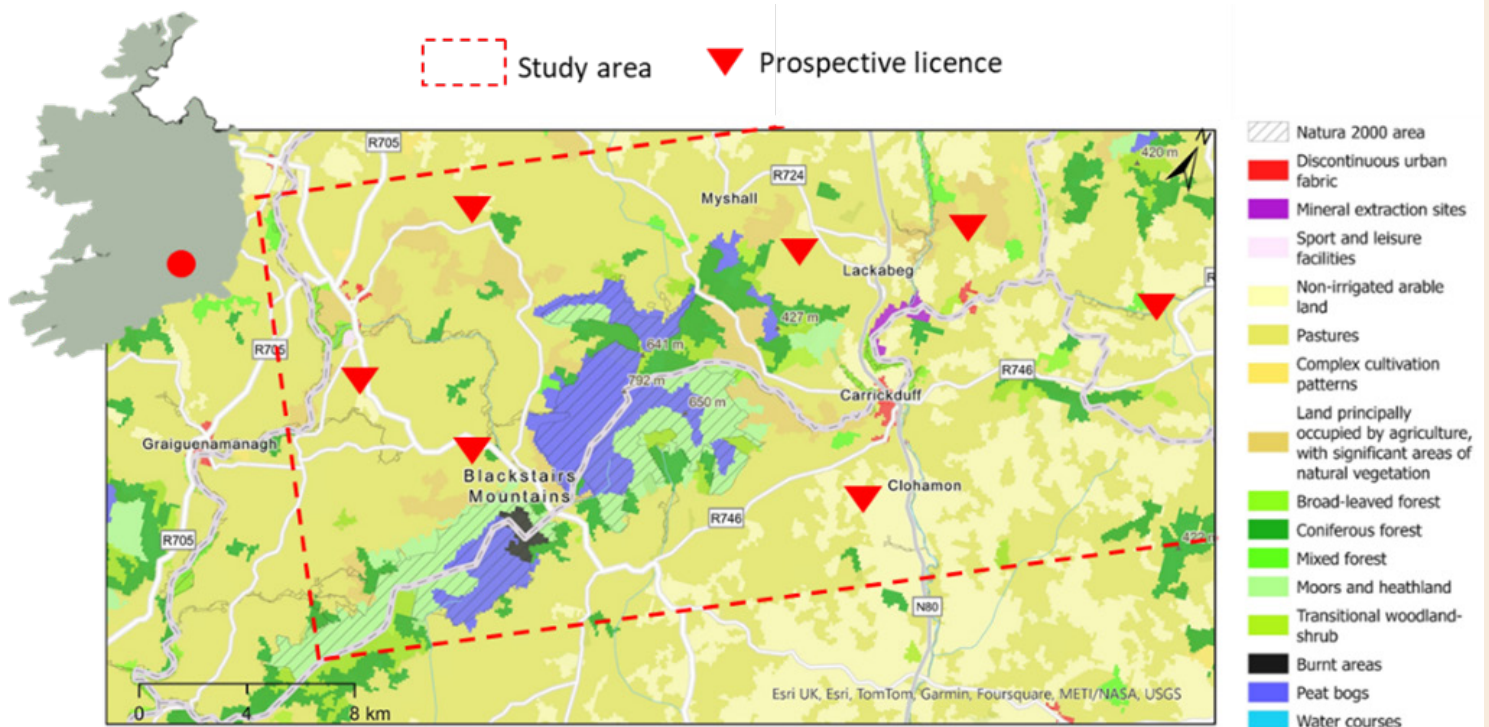 Study area
Prospective licence
R705
R724
Myshall
420 m
N
Lackabeg
R
427 m
641 m
R705
792 m
650 m
R746
Carrickduff
Graiguenamanagh
Blackstairs
Mountains
Clohamon
R746
R705
N80
0 4 8 km
Esri UK, Esri, TomTom, Garmin, Foursquare, METI/NASA, USGS
Natura 2000 area
Discontinuous urban
fabric
Mineral extraction sites
Sport and leisure
facilities
Non-irrigated arable
land
Pastures
Complex cultivation
patterns
Land principally
occupied by agriculture,
with significant areas of
natural vegetation
Broad-leaved forest
Coniferous forest
Mixed forest
Moors and heathland
Transitional woodland-
shrub
Burnt areas
Peat bogs
Water courses